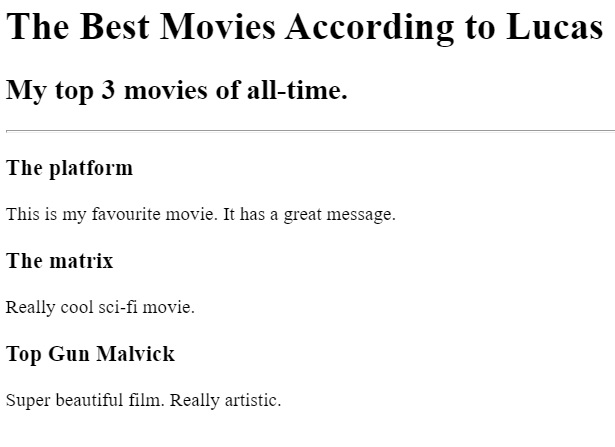 The Best Movies According to Lucas
My top 3 movies of all-time.
The platform
This is my favourite movie. It has a great message.
The matrix
Really cool sci-fi movie.
Top Gun Malvick
Super beautiful film. Really artistic.